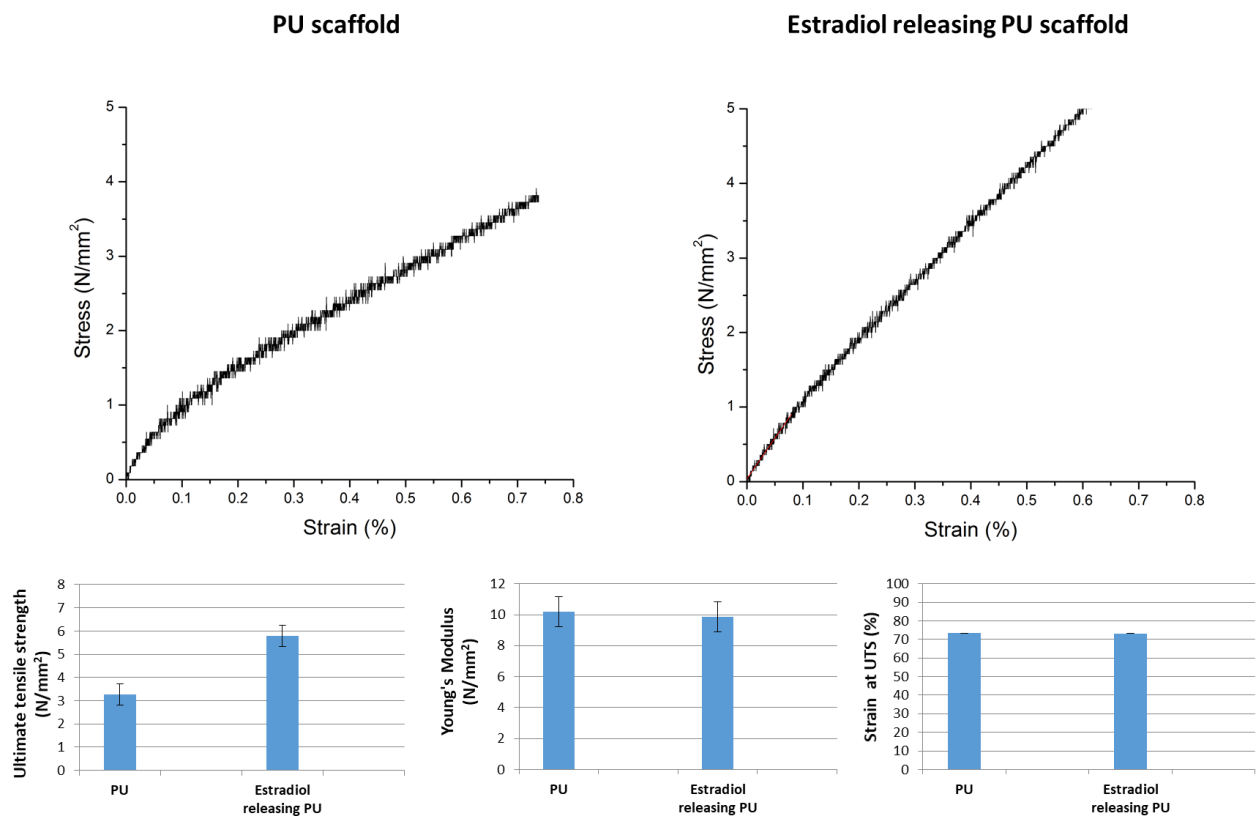 PU scaffold
Estradiol releasing PU scaffold
5
4
3
2
1
0
Stress (N/mm²)
0.0 0.1 0.2 0.3 0.4 0.5 0.6 0.7 0.8
Strain (%)
5
4
3
2
1
0
Stress (N/mm²)
0.0 0.1 0.2 0.3 0.4 0.5 0.6 0.7 0.8
Strain (%)
Ultimate tensile strength
(N/mm²)
8
7
6
5
4
3
2
1
0
PU
Estradiol
releasing PU
Young's Modulus
(N/mm²)
12
10
8
6
4
2
0
PU
Estradiol
releasing PU
Strain at UTS (%)
100
90
80
70
60
50
40
30
20
10
0
PU
Estradiol
releasing PU